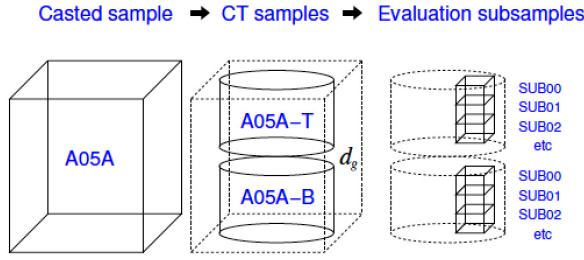 Casted sample ➡ CT samples ➡ Evaluation subsamples
A05A
A05A−T
A05A−B
d_g
SUB00
SUB01
SUB02
etc
SUB00
SUB01
SUB02
etc